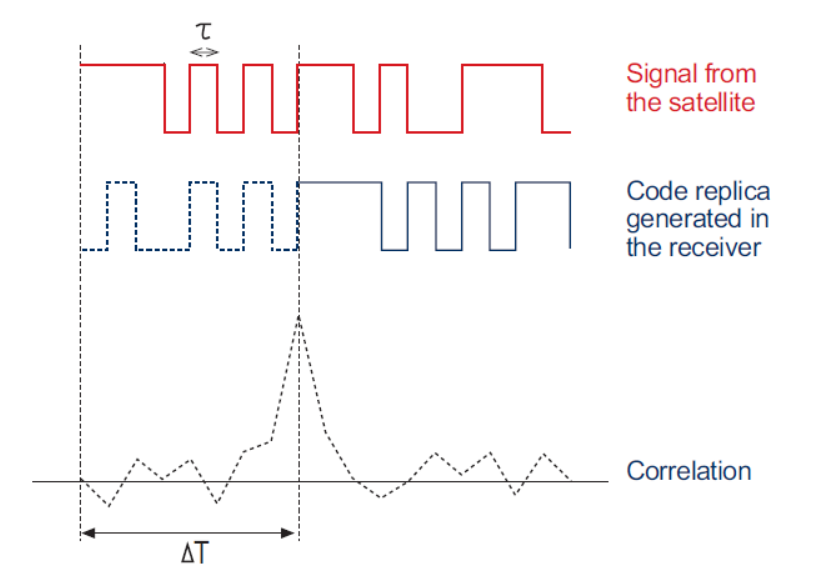 τ
Signal from
the satellite
Code replica
generated in
the receiver
Correlation
ΔT